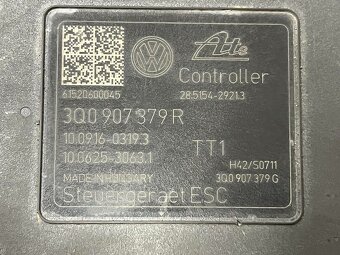 Ate
Controller
61520600045
28.5154-2921.3
3Q0 907 379 R
10.0916-0319.3
10.0625-3063.1
TT1
H42/S0711
MADE IN HUNGARY
3Q0 907 379 G
Steuergeraet ESC